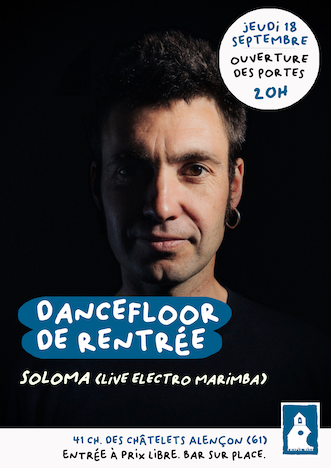 JEUDI 18
SEPTEMBRE
OUVERTURE
DES PORTES
20H
DANCEFLOOR
DE RENTRÉE
SOLOMA (LIVE ELECTRO MARIMBA)
41 CH. DES CHÂTELETS ALENÇON (61)
ENTRÉE À PRIX LIBRE. BAR SUR PLACE.